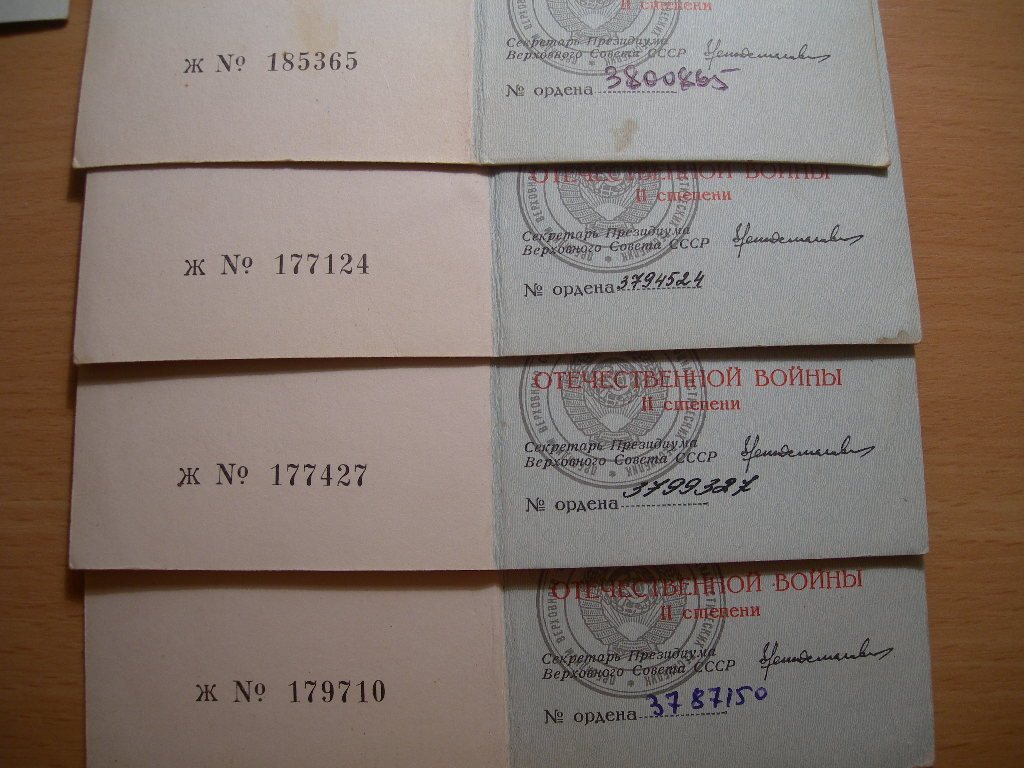 Ж № 185365
II степени
Секретарь Президиума
Верховного Совета СССР
№ ордена 3800865
Ж № 177124
ОТЕЧЕСТВЕННОЙ ВОЙНЫ
II степени
Секретарь Президиума
Верховного Совета СССР
№ ордена 3794524
Ж № 177427
ОТЕЧЕСТВЕННОЙ ВОЙНЫ
II степени
Секретарь Президиума
Верховного Совета СССР
№ ордена 3799327
Ж № 179710
ОТЕЧЕСТВЕННОЙ ВОЙНЫ
II степени
Секретарь Президиума
Верховного Совета СССР
№ ордена 3787150